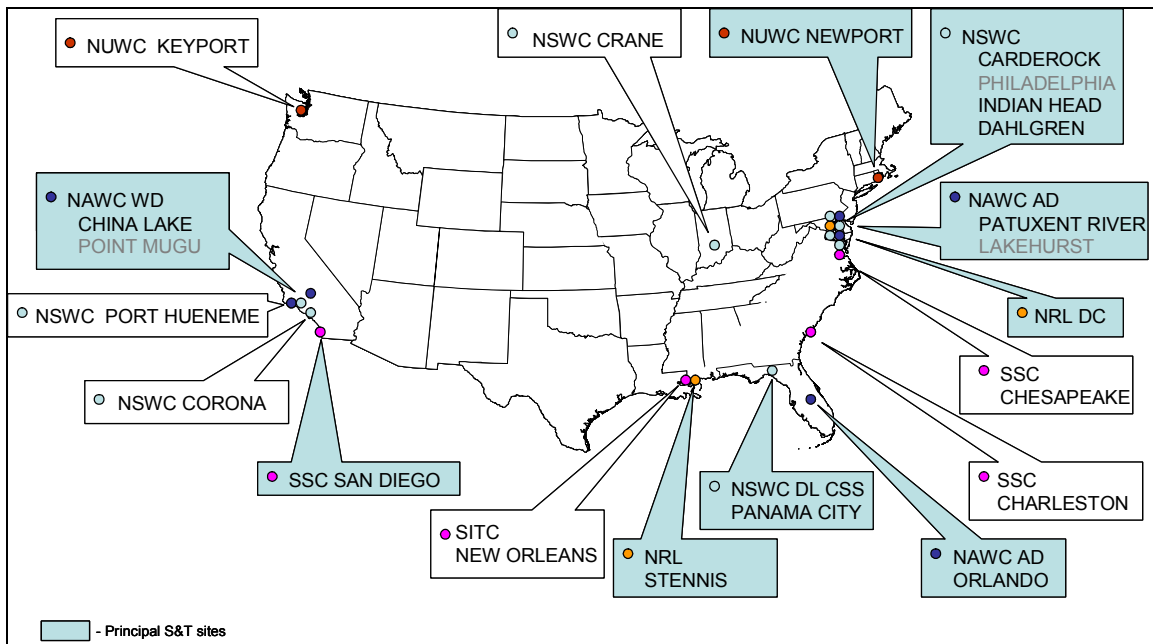 NUWC KEYPORT
NSWC CRANE
NUWC NEWPORT
NSWC
CARDEROCK
PHILADELPHIA
INDIAN HEAD
DAHLGREN
NAWC WD
CHINA LAKE
POINT MUGU
NAWC AD
PATUXENT RIVER
LAKEHURST
NSWC PORT HUENEME
NRL DC
NSWC CORONA
SSC
CHESAPEAKE
SSC SAN DIEGO
NSWC DL CSS
PANAMA CITY
SSC
CHARLESTON
SITC
NEW ORLEANS
NRL
STENNIS
NAWC AD
ORLANDO
- Principal S&T sites